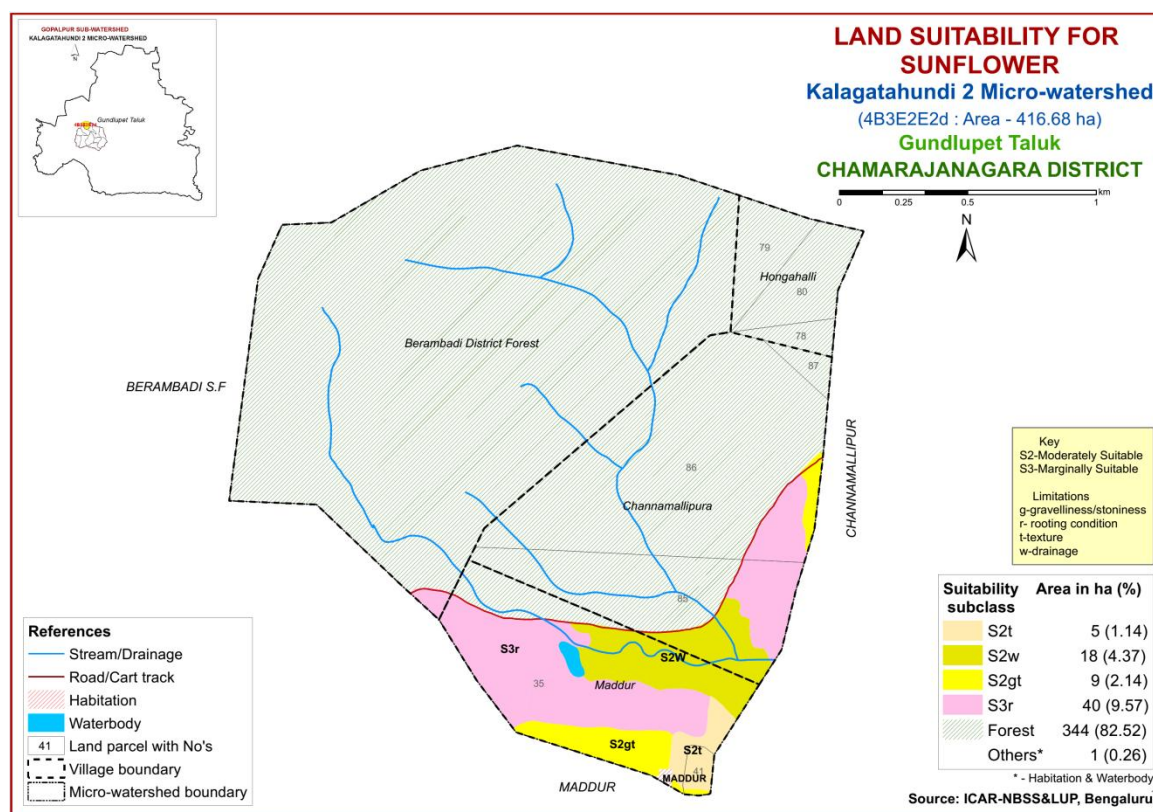 GOPALPUR SUB-WATERSHED
KALAGATAHUNDI 2 MICRO-WATERSHED
N
Gundlupet Taluk
LAND SUITABILITY FOR
SUNFLOWER
Kalagatahundi 2 Micro-watershed
(4B3E2E2d : Area - 416.68 ha)
Gundlupet Taluk
CHAMARAJANAGARA DISTRICT
km
0 0.25 0.5 1
N
79
Hongahalli
80
78
87
Berambadi District Forest
BERAMBADI S.F
86
Channamallipura
CHANNAMALLIPUR
85
S3r
S2W
35
Maddur
S2gt
S2t
41
MADDUR
MADDUR
Key
S2-Moderately Suitable
S3-Marginally Suitable
Limitations
g-gravelliness/stoniness
r- rooting condition
t-texture
w-drainage
Suitability Area in ha (%)
subclass
S2t 5 (1.14)
S2w 18 (4.37)
S2gt 9 (2.14)
S3r 40 (9.57)
Forest 344 (82.52)
Others* 1 (0.26)
* - Habitation & Waterbody
Source: ICAR-NBSS&LUP, Bengaluru
References
Stream/Drainage
Road/Cart track
Habitation
Waterbody
41 Land parcel with No's
Village boundary
Micro-watershed boundary